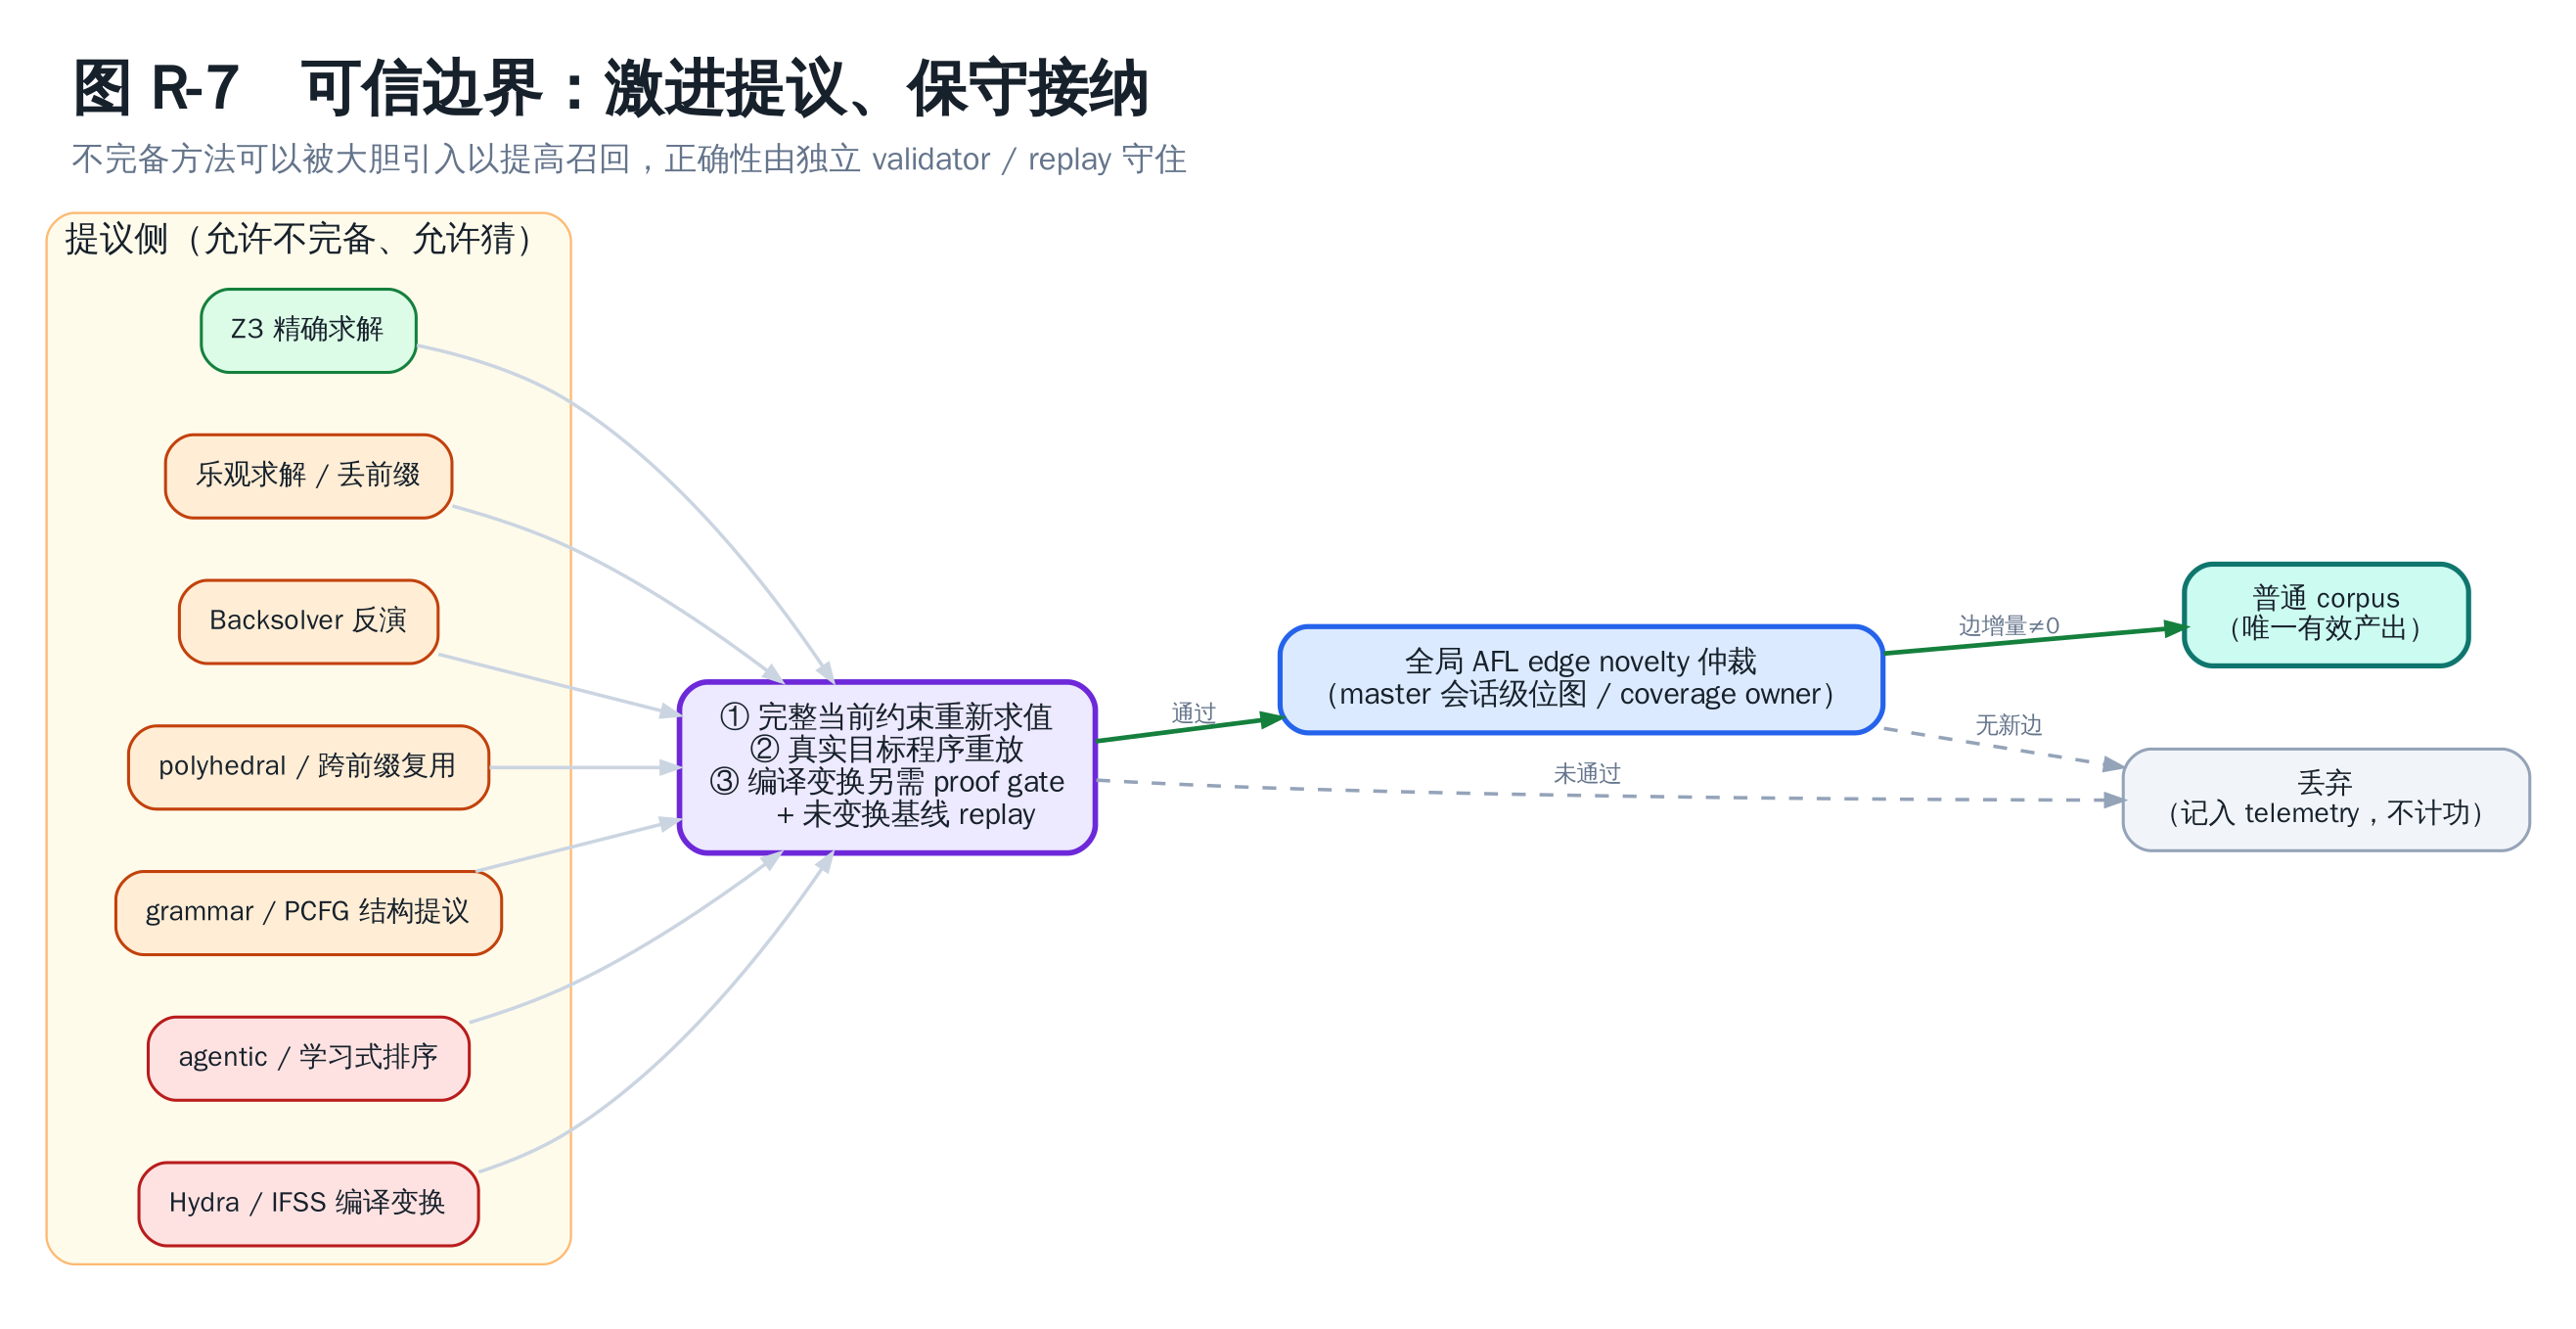 图 R-7　可信边界：激进提议、保守接纳
不完备方法可以被大胆引入以提高召回，正确性由独立 validator / replay 守住
提议侧（允许不完备、允许猜）
Z3 精确求解
乐观求解 / 丢前缀
Backsolver 反演
polyhedral / 跨前缀复用
grammar / PCFG 结构提议
agentic / 学习式排序
Hydra / IFSS 编译变换
① 完整当前约束重新求值
② 真实目标程序重放
③ 编译变换另需 proof gate
+ 未变换基线 replay
通过
未通过
全局 AFL edge novelty 仲裁
（master 会话级位图 / coverage owner）
边增量≠0
无新边
普通 corpus
（唯一有效产出）
丢弃
（记入 telemetry，不计功）